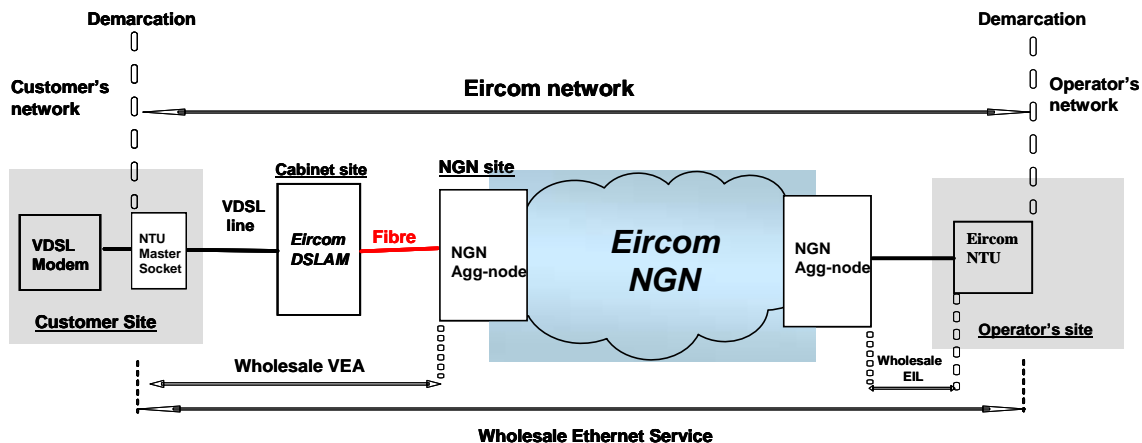 Demarcation
Demarcation
Customer's
network
Eircom network
Operator's
network
Cabinet site
NGN site
VDSL
line
VDSL
Modem
NTU
Master
Socket
Eircom
DSLAM
Fibre
NGN
Agg-node
Eircom
NGN
NGN
Agg-node
Eircom
NTU
Customer Site
Operator's site
Wholesale VEA
Wholesale
EIL
Wholesale Ethernet Service